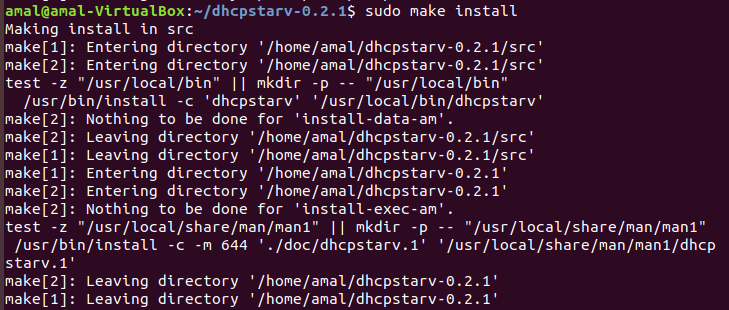 amal@amal-VirtualBox:~/dhcpstarv-0.2.1$ sudo make install
Making install in src
make[1]: Entering directory '/home/amal/dhcpstarv-0.2.1/src'
make[2]: Entering directory '/home/amal/dhcpstarv-0.2.1/src'
test -z "/usr/local/bin" || mkdir -p -- "/usr/local/bin"
  /usr/bin/install -c 'dhcpstarv' '/usr/local/bin/dhcpstarv'
make[2]: Nothing to be done for 'install-data-am'.
make[2]: Leaving directory '/home/amal/dhcpstarv-0.2.1/src'
make[1]: Leaving directory '/home/amal/dhcpstarv-0.2.1/src'
make[1]: Entering directory '/home/amal/dhcpstarv-0.2.1'
make[2]: Entering directory '/home/amal/dhcpstarv-0.2.1'
make[2]: Nothing to be done for 'install-exec-am'.
test -z "/usr/local/share/man/man1" || mkdir -p -- "/usr/local/share/man/man1"
 /usr/bin/install -c -m 644 './doc/dhcpstarv.1' '/usr/local/share/man/man1/dhcp
starv.1'
make[2]: Leaving directory '/home/amal/dhcpstarv-0.2.1'
make[1]: Leaving directory '/home/amal/dhcpstarv-0.2.1'